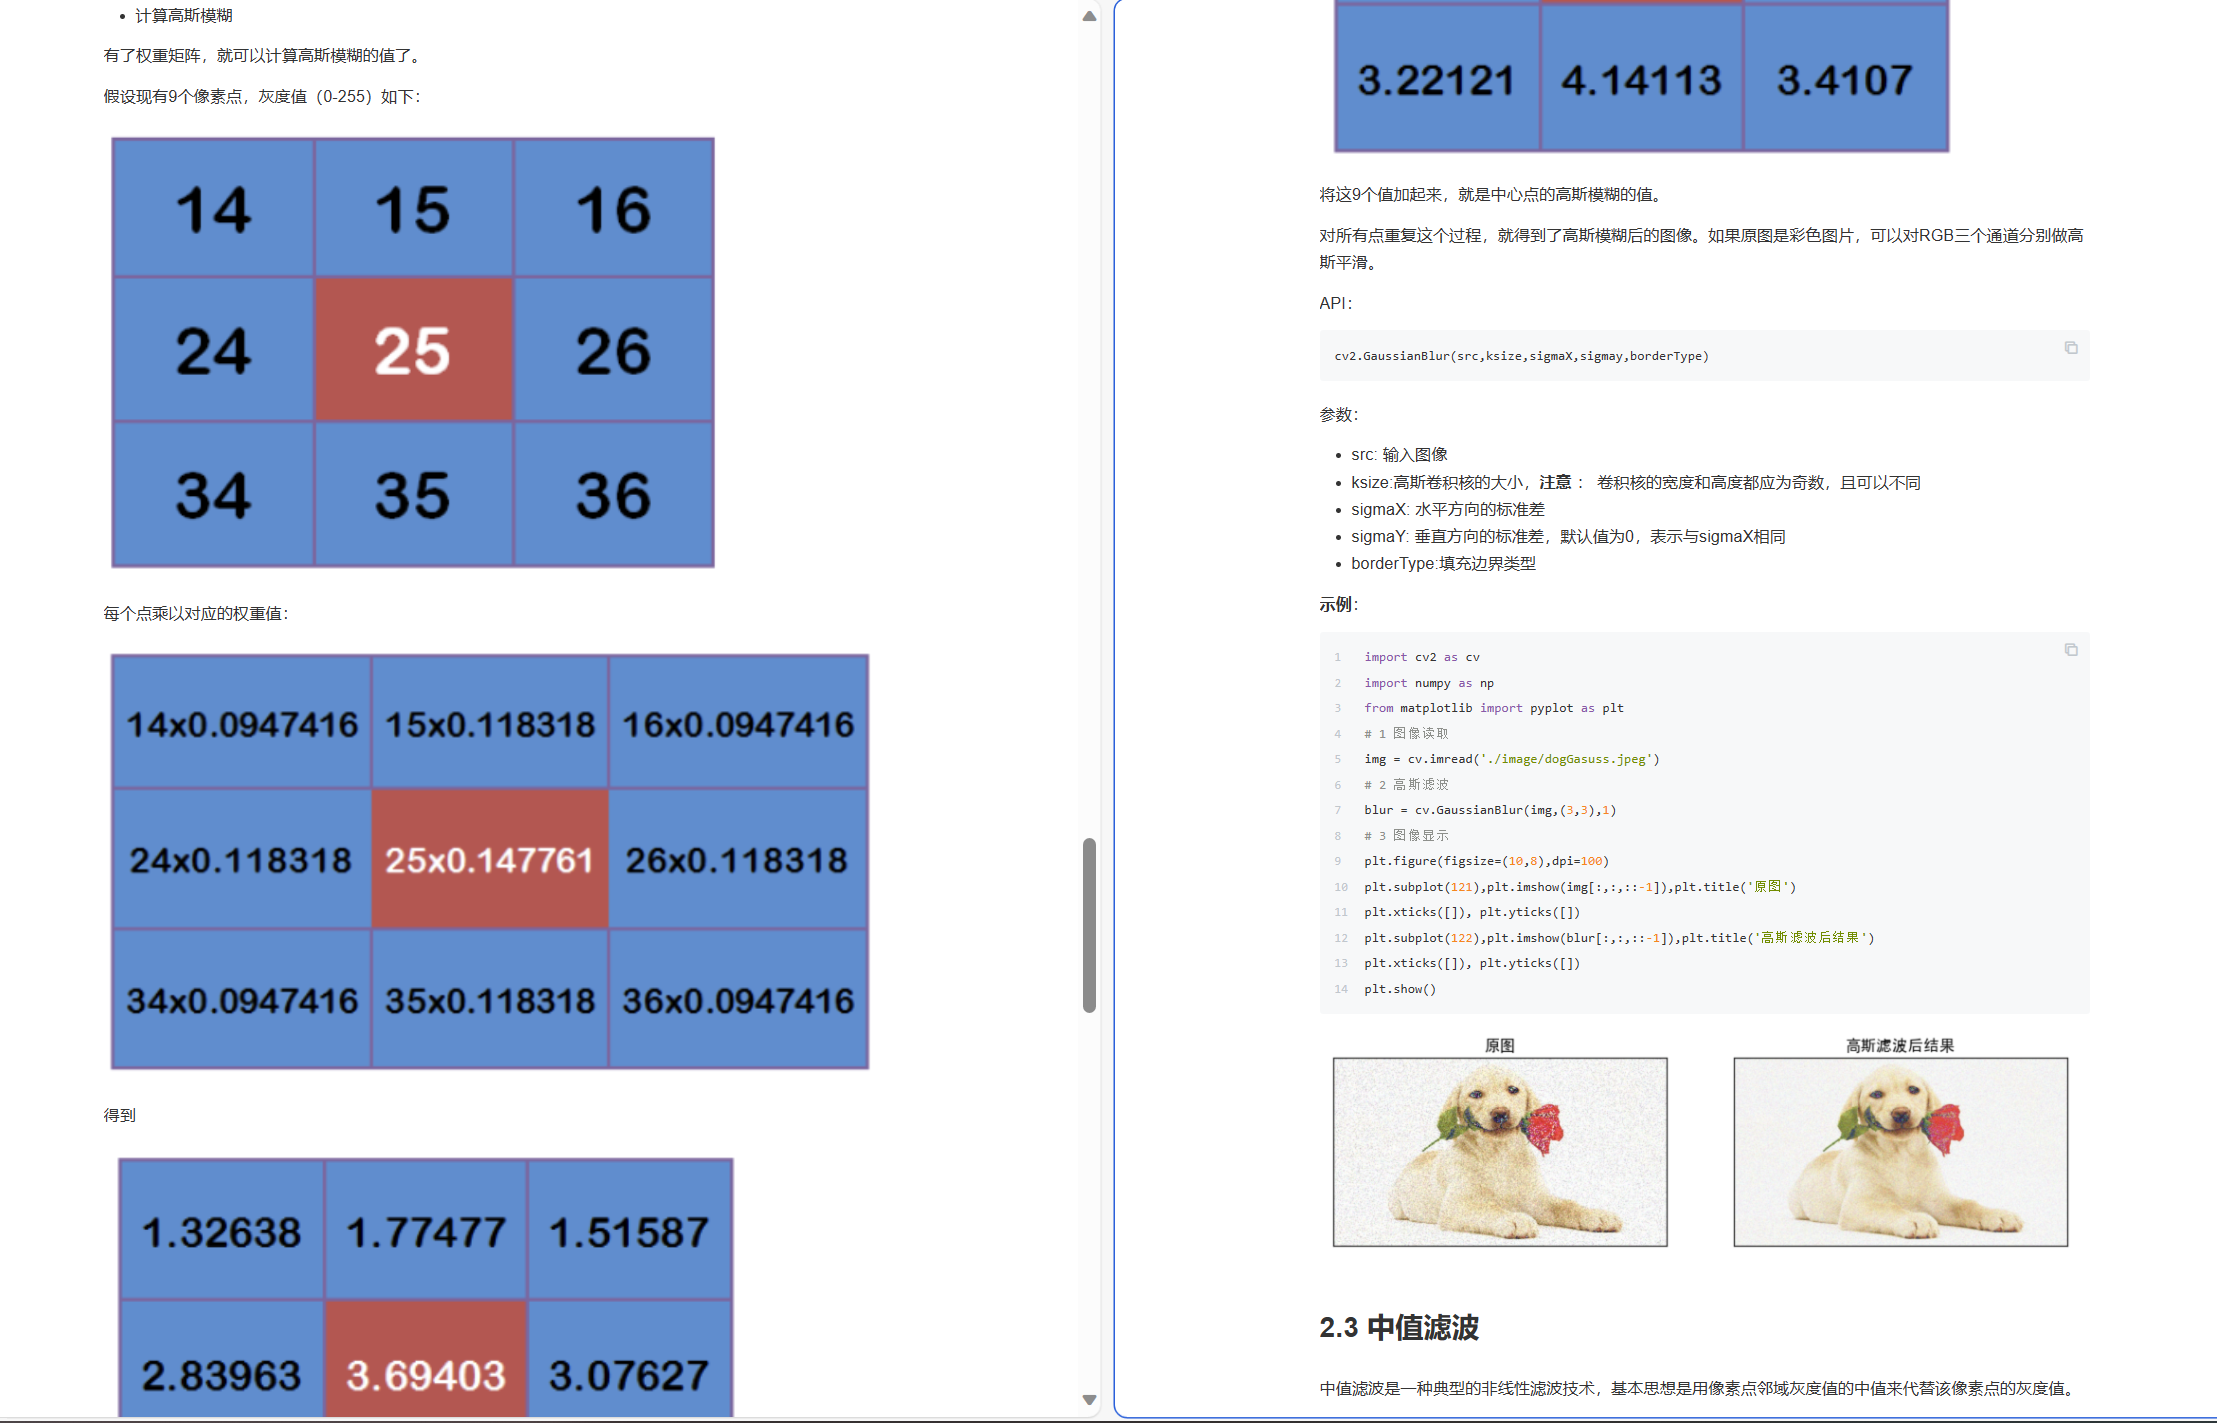 计算高斯模糊
有了权重矩阵，就可以计算高斯模糊的值了。
假设现有9个像素点，灰度值（0-255）如下：
14 15 16
24 25 26
34 35 36
每个点乘以对应的权重值：
14x0.0947416 15x0.118318 16x0.0947416
24x0.118318 25x0.147761 26x0.118318
34x0.0947416 35x0.118318 36x0.0947416
得到
1.32638 1.77477 1.51587
2.83963 3.69403 3.07627
3.22121 4.14113 3.4107
将这9个值加起来，就是中心点的高斯模糊的值。
对所有点重复这个过程，就得到了高斯模糊后的图像。如果原图是彩色图片，可以对RGB三个通道分别做高
斯平滑。
API：
cv2.GaussianBlur(src,ksize,sigmaX,sigmay,borderType)
参数：
src: 输入图像
ksize:高斯卷积核的大小，注意： 卷积核的宽度和高度都应为奇数，且可以不同
sigmaX: 水平方向的标准差
sigmaY: 垂直方向的标准差，默认值为0，表示与sigmaX相同
borderType:填充边界类型
示例：
1 import cv2 as cv
2 import numpy as np
3 from matplotlib import pyplot as plt
4 # 1 图像读取
5 img = cv.imread('./image/dogGasuss.jpeg')
6 # 2 高斯滤波
7 blur = cv.GaussianBlur(img,(3,3),1)
8 # 3 图像显示
9 plt.figure(figsize=(10,8),dpi=100)
10 plt.subplot(121),plt.imshow(img[:,:,::-1]),plt.title('原图')
11 plt.xticks([]), plt.yticks([])
12 plt.subplot(122),plt.imshow(blur[:,:,::-1]),plt.title('高斯滤波后结果')
13 plt.xticks([]), plt.yticks([])
14 plt.show()
原图 高斯滤波后结果
2.3 中值滤波
中值滤波是一种典型的非线性滤波技术，基本思想是用像素点邻域灰度值的中值来代替该像素点的灰度值。